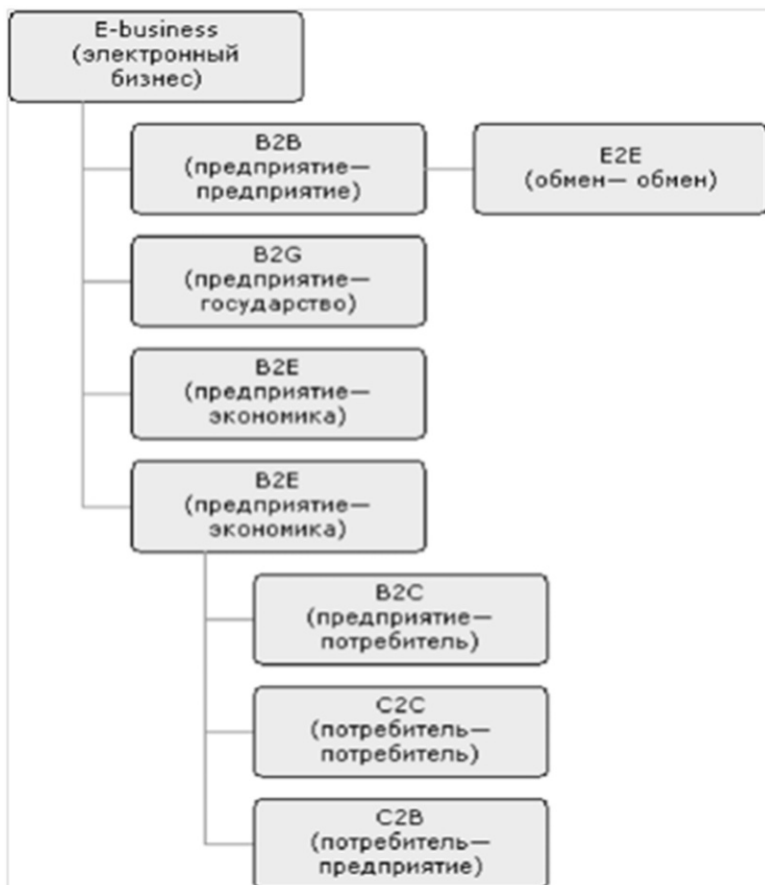 E-business
(электронный
бизнес)
B2B
(предприятие—
предприятие)
E2E
(обмен— обмен)
B2G
(предприятие—
государство)
B2E
(предприятие—
экономика)
B2E
(предприятие—
экономика)
B2C
(предприятие—
потребитель)
C2C
(потребитель—
потребитель)
C2B
(потребитель—
предприятие)